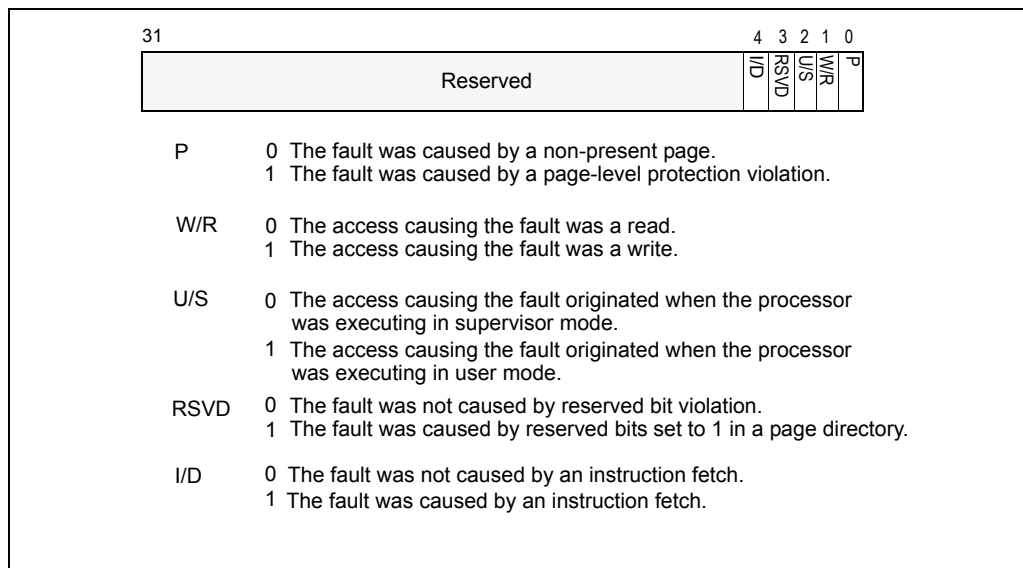 31 4 3 2 1 0
Reserved I/D RSVD U/S W/R P
P 0 The fault was caused by a non-present page.
1 The fault was caused by a page-level protection violation.
W/R 0 The access causing the fault was a read.
1 The access causing the fault was a write.
U/S 0 The access causing the fault originated when the processor
was executing in supervisor mode.
1 The access causing the fault originated when the processor
was executing in user mode.
RSVD 0 The fault was not caused by reserved bit violation.
1 The fault was caused by reserved bits set to 1 in a page directory.
I/D 0 The fault was not caused by an instruction fetch.
1 The fault was caused by an instruction fetch.